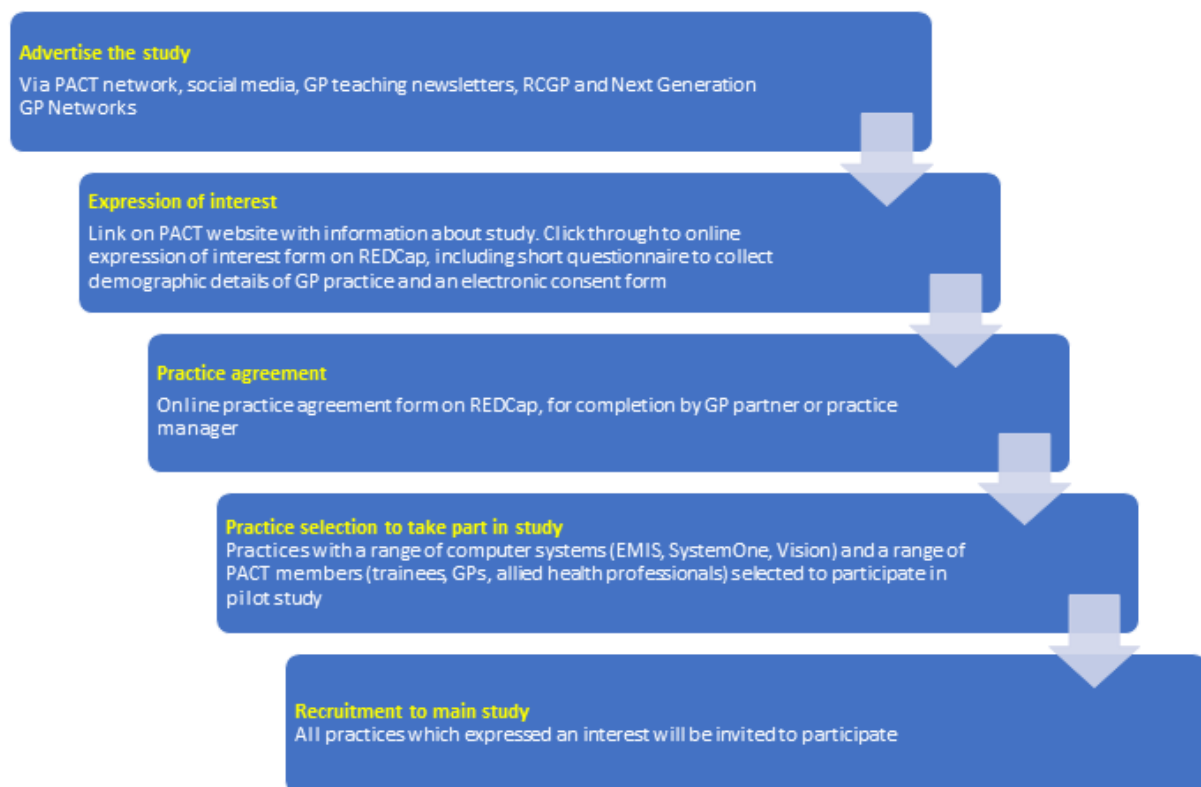 Advertise the study
Via PACT network, social media, GP teaching newsletters, RCGP and Next Generation
GP Networks
Expression of interest
Link on PACT website with information about study. Click through to online
expression of interest form on REDCap, including short questionnaire to collect
demographic details of GP practice and an electronic consent form
Practice agreement
Online practice agreement form on REDCap, for completion by GP partner or practice
manager
Practice selection to take part in study
Practices with a range of computer systems (EMIS, SystemOne, Vision) and a range of
PACT members (trainees, GPs, allied health professionals) selected to participate in
pilot study
Recruitment to main study
All practices which expressed an interest will be invited to participate